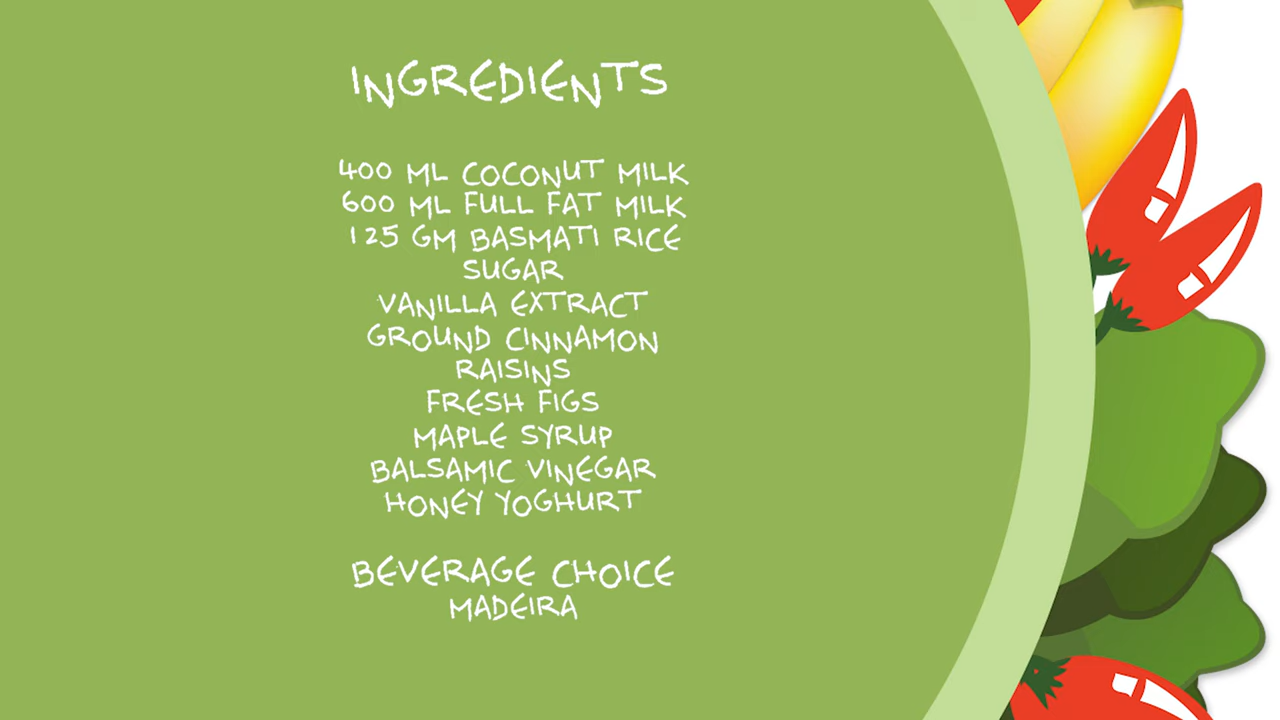 INGREDIENTS
400 ML COCONUT MILK
600 ML FULL FAT MILK
125 GM BASMATI RICE
SUGAR
VANILLA EXTRACT
GROUND CINNAMON
RAISINS
FRESH FIGS
MAPLE SYRUP
BALSAMIC VINEGAR
HONEY YOGHURT
BEVERAGE CHOICE
MADEIRA